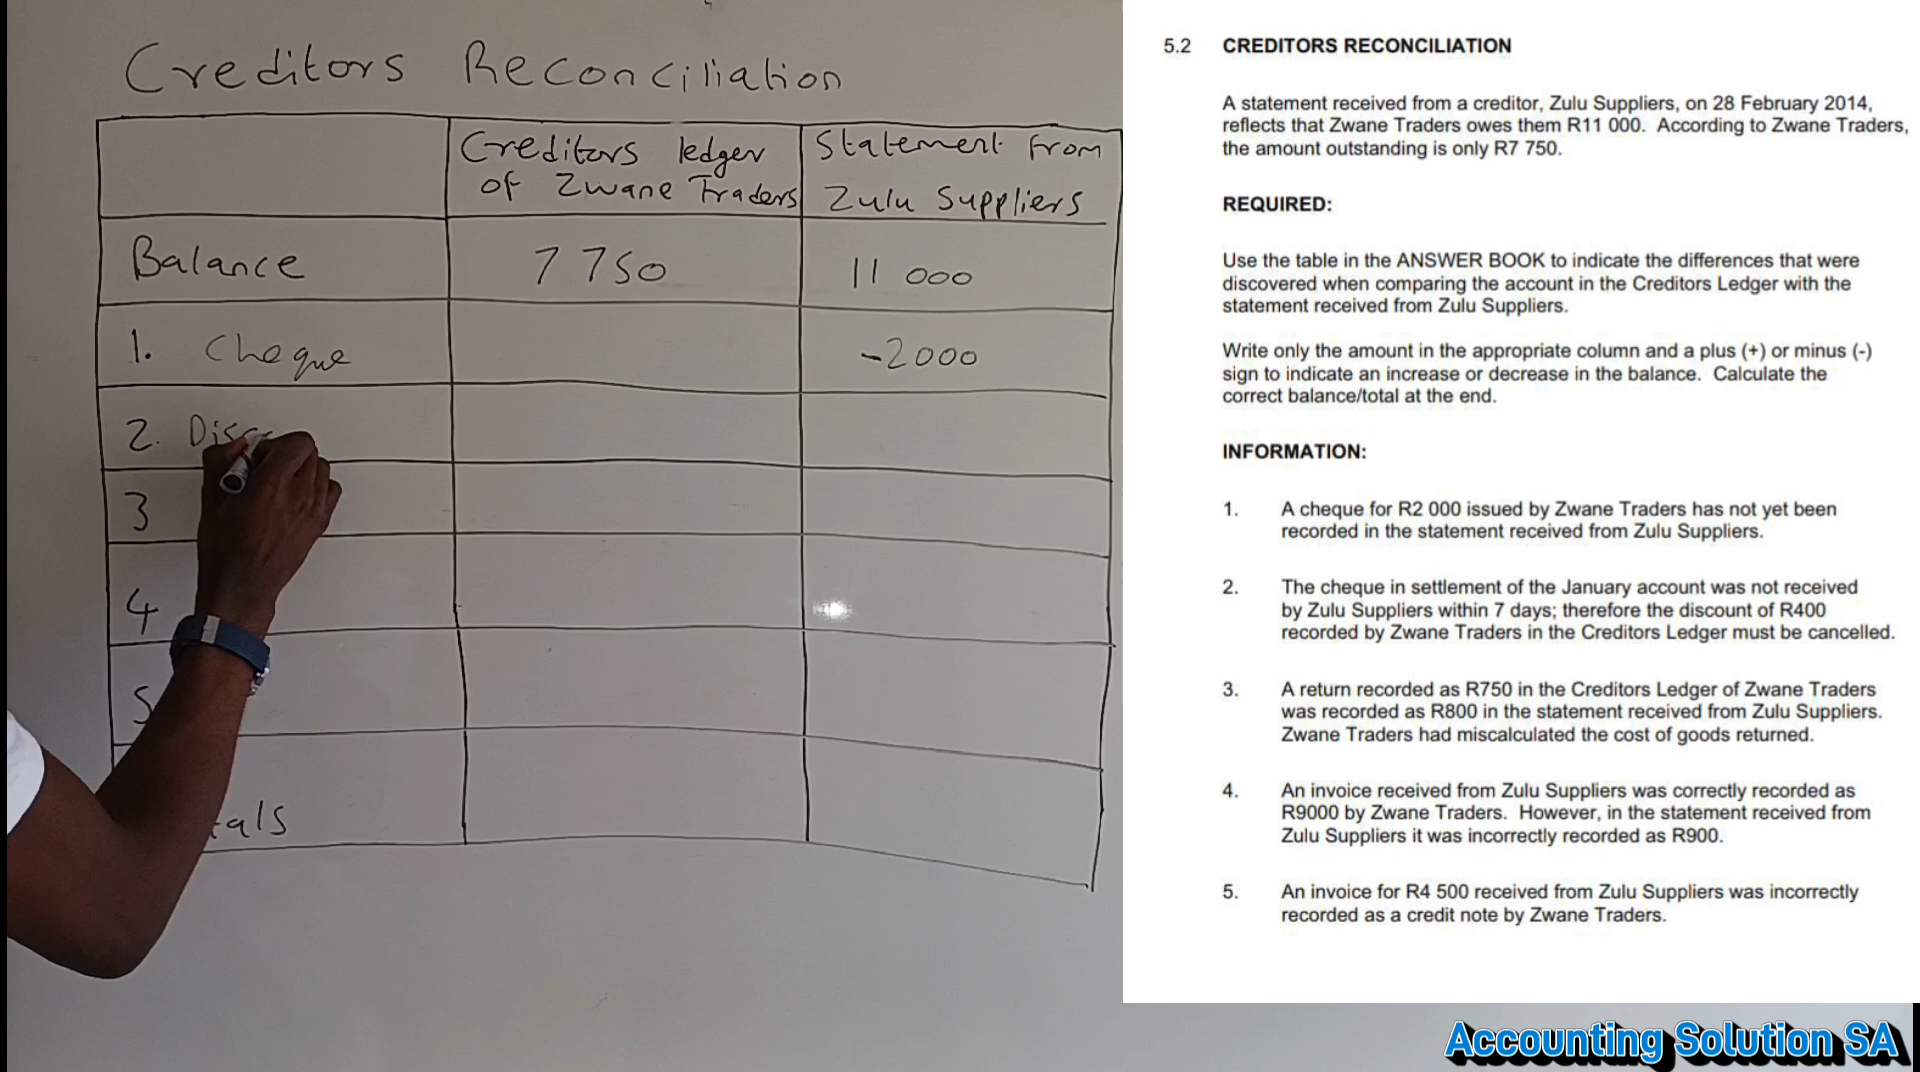 Creditors Reconciliation
Creditors ledger
of Zwane Traders
Statement from
Zulu Suppliers
Balance 7 750 11 000
1. Cheque -2000
2.
3
4
5
5.2 CREDITORS RECONCILIATION
A statement received from a creditor, Zulu Suppliers, on 28 February 2014,
reflects that Zwane Traders owes them R11 000. According to Zwane Traders,
the amount outstanding is only R7 750.
REQUIRED:
Use the table in the ANSWER BOOK to indicate the differences that were
discovered when comparing the account in the Creditors Ledger with the
statement received from Zulu Suppliers.
Write only the amount in the appropriate column and a plus (+) or minus (-)
sign to indicate an increase or decrease in the balance. Calculate the
correct balance/total at the end.
INFORMATION:
1. A cheque for R2 000 issued by Zwane Traders has not yet been
recorded in the statement received from Zulu Suppliers.
2. The cheque in settlement of the January account was not received
by Zulu Suppliers within 7 days; therefore the discount of R400
recorded by Zwane Traders in the Creditors Ledger must be cancelled.
3. A return recorded as R750 in the Creditors Ledger of Zwane Traders
was recorded as R800 in the statement received from Zulu Suppliers.
Zwane Traders had miscalculated the cost of goods returned.
4. An invoice received from Zulu Suppliers was correctly recorded as
R9000 by Zwane Traders. However, in the statement received from
Zulu Suppliers it was incorrectly recorded as R900.
5. An invoice for R4 500 received from Zulu Suppliers was incorrectly
recorded as a credit note by Zwane Traders.
Accounting Solution SA